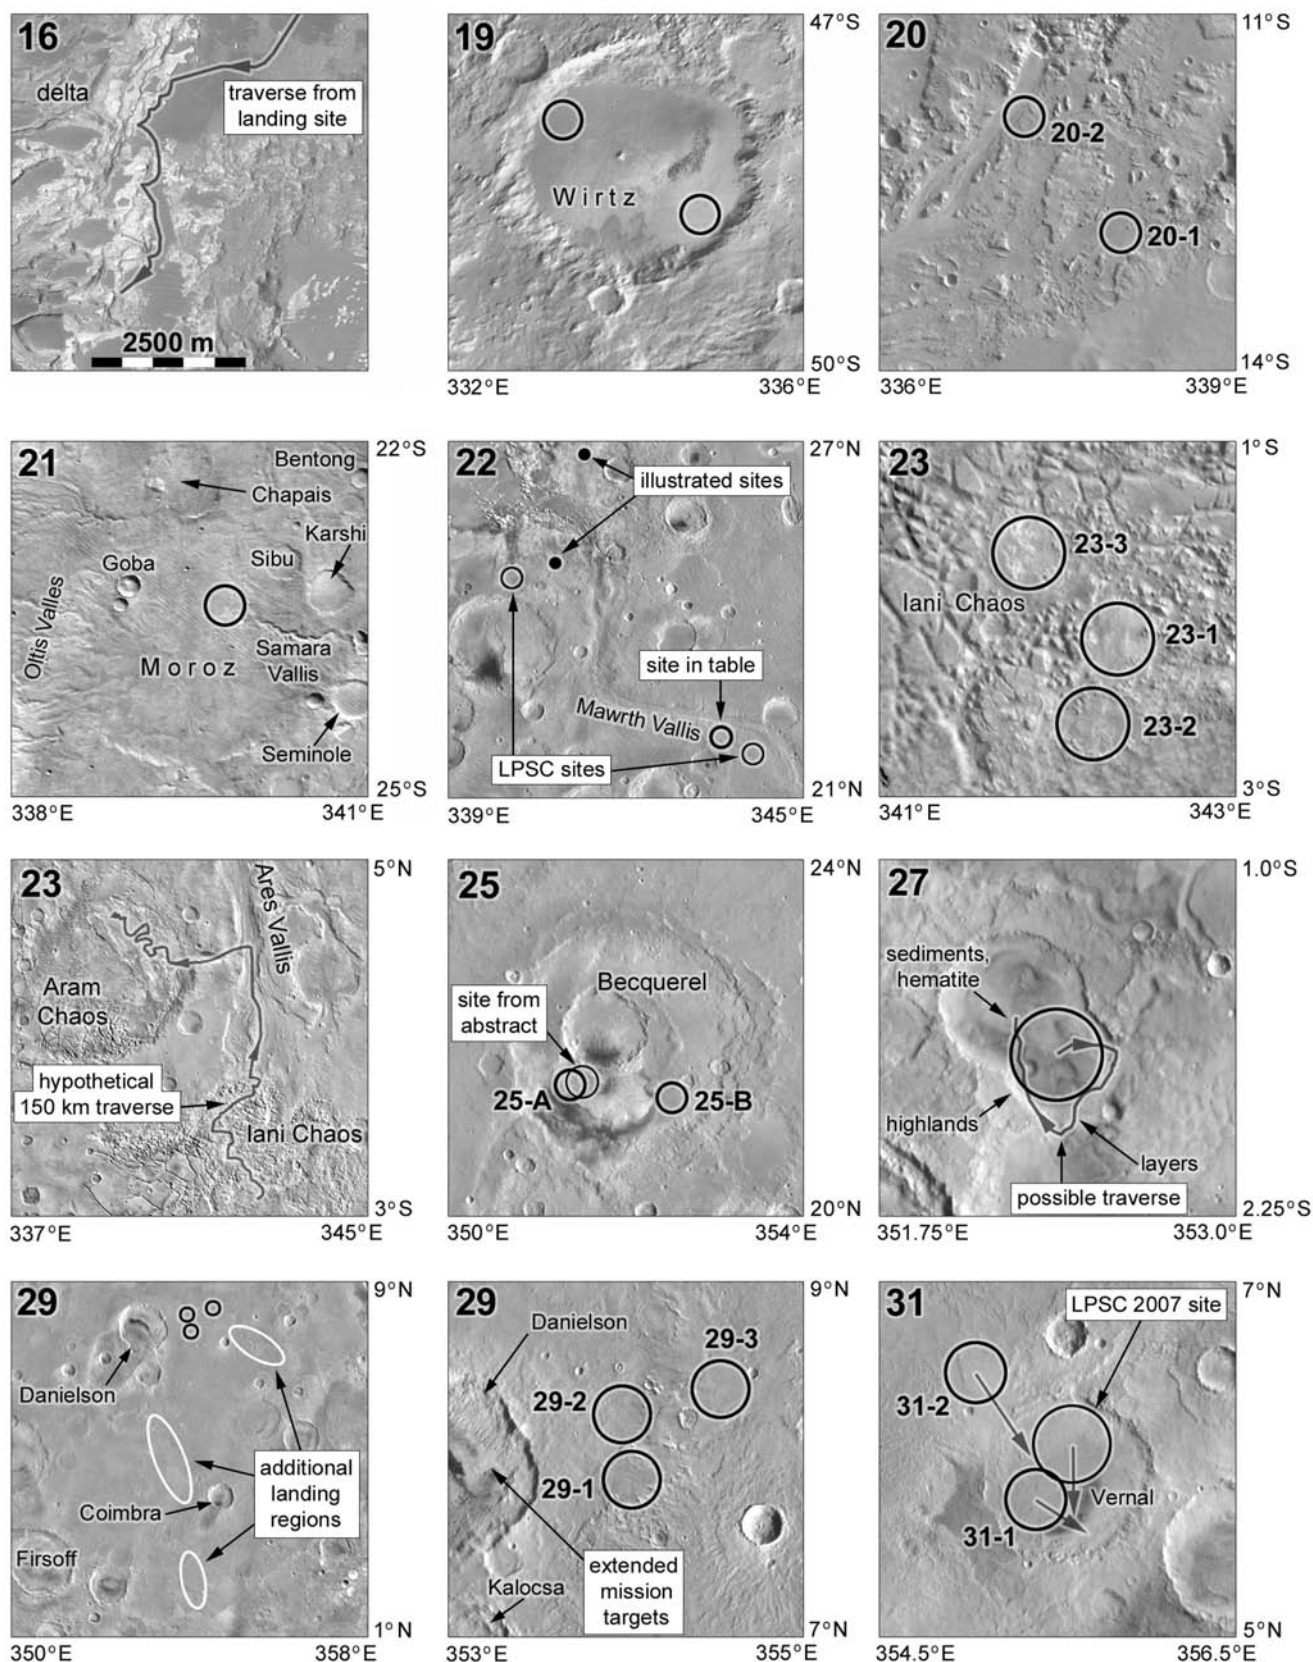 16
delta
traverse from
landing site
2500 m
19
Wirtz
47°S
50°S
332°E
336°E
20
20-2
20-1
11°S
14°S
336°E
339°E
21
Bentong
Chapais
Karshi
Sibu
Goba
Oltis Valles
Moroz
Samara
Vallis
Seminole
22°S
25°S
338°E
341°E
22
illustrated sites
site in table
Mawrth Vallis
LPSC sites
27°N
21°N
339°E
345°E
23
23-3
Iani Chaos
23-1
23-2
1°S
3°S
341°E
343°E
23
Ares Vallis
Aram
Chaos
hypothetical
150 km traverse
Iani Chaos
5°N
3°S
337°E
345°E
25
Becquerel
site from
abstract
25-A
25-B
24°N
20°N
350°E
354°E
27
sediments,
hematite
highlands
layers
possible traverse
1.0°S
2.25°S
351.75°E
353.0°E
29
Danielson
additional
landing
regions
Coimbra
Firsoff
9°N
1°N
350°E
358°E
29
Danielson
29-3
29-2
29-1
extended
mission
targets
Kalocsa
9°N
7°N
353°E
355°E
31
LPSC 2007 site
31-2
Vernal
31-1
7°N
5°N
354.5°E
356.5°E